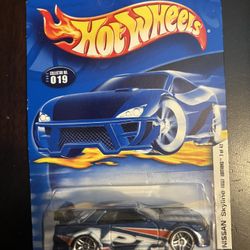 Hot Wheels
COLLECTOR NO.
019
NISSAN Skyline